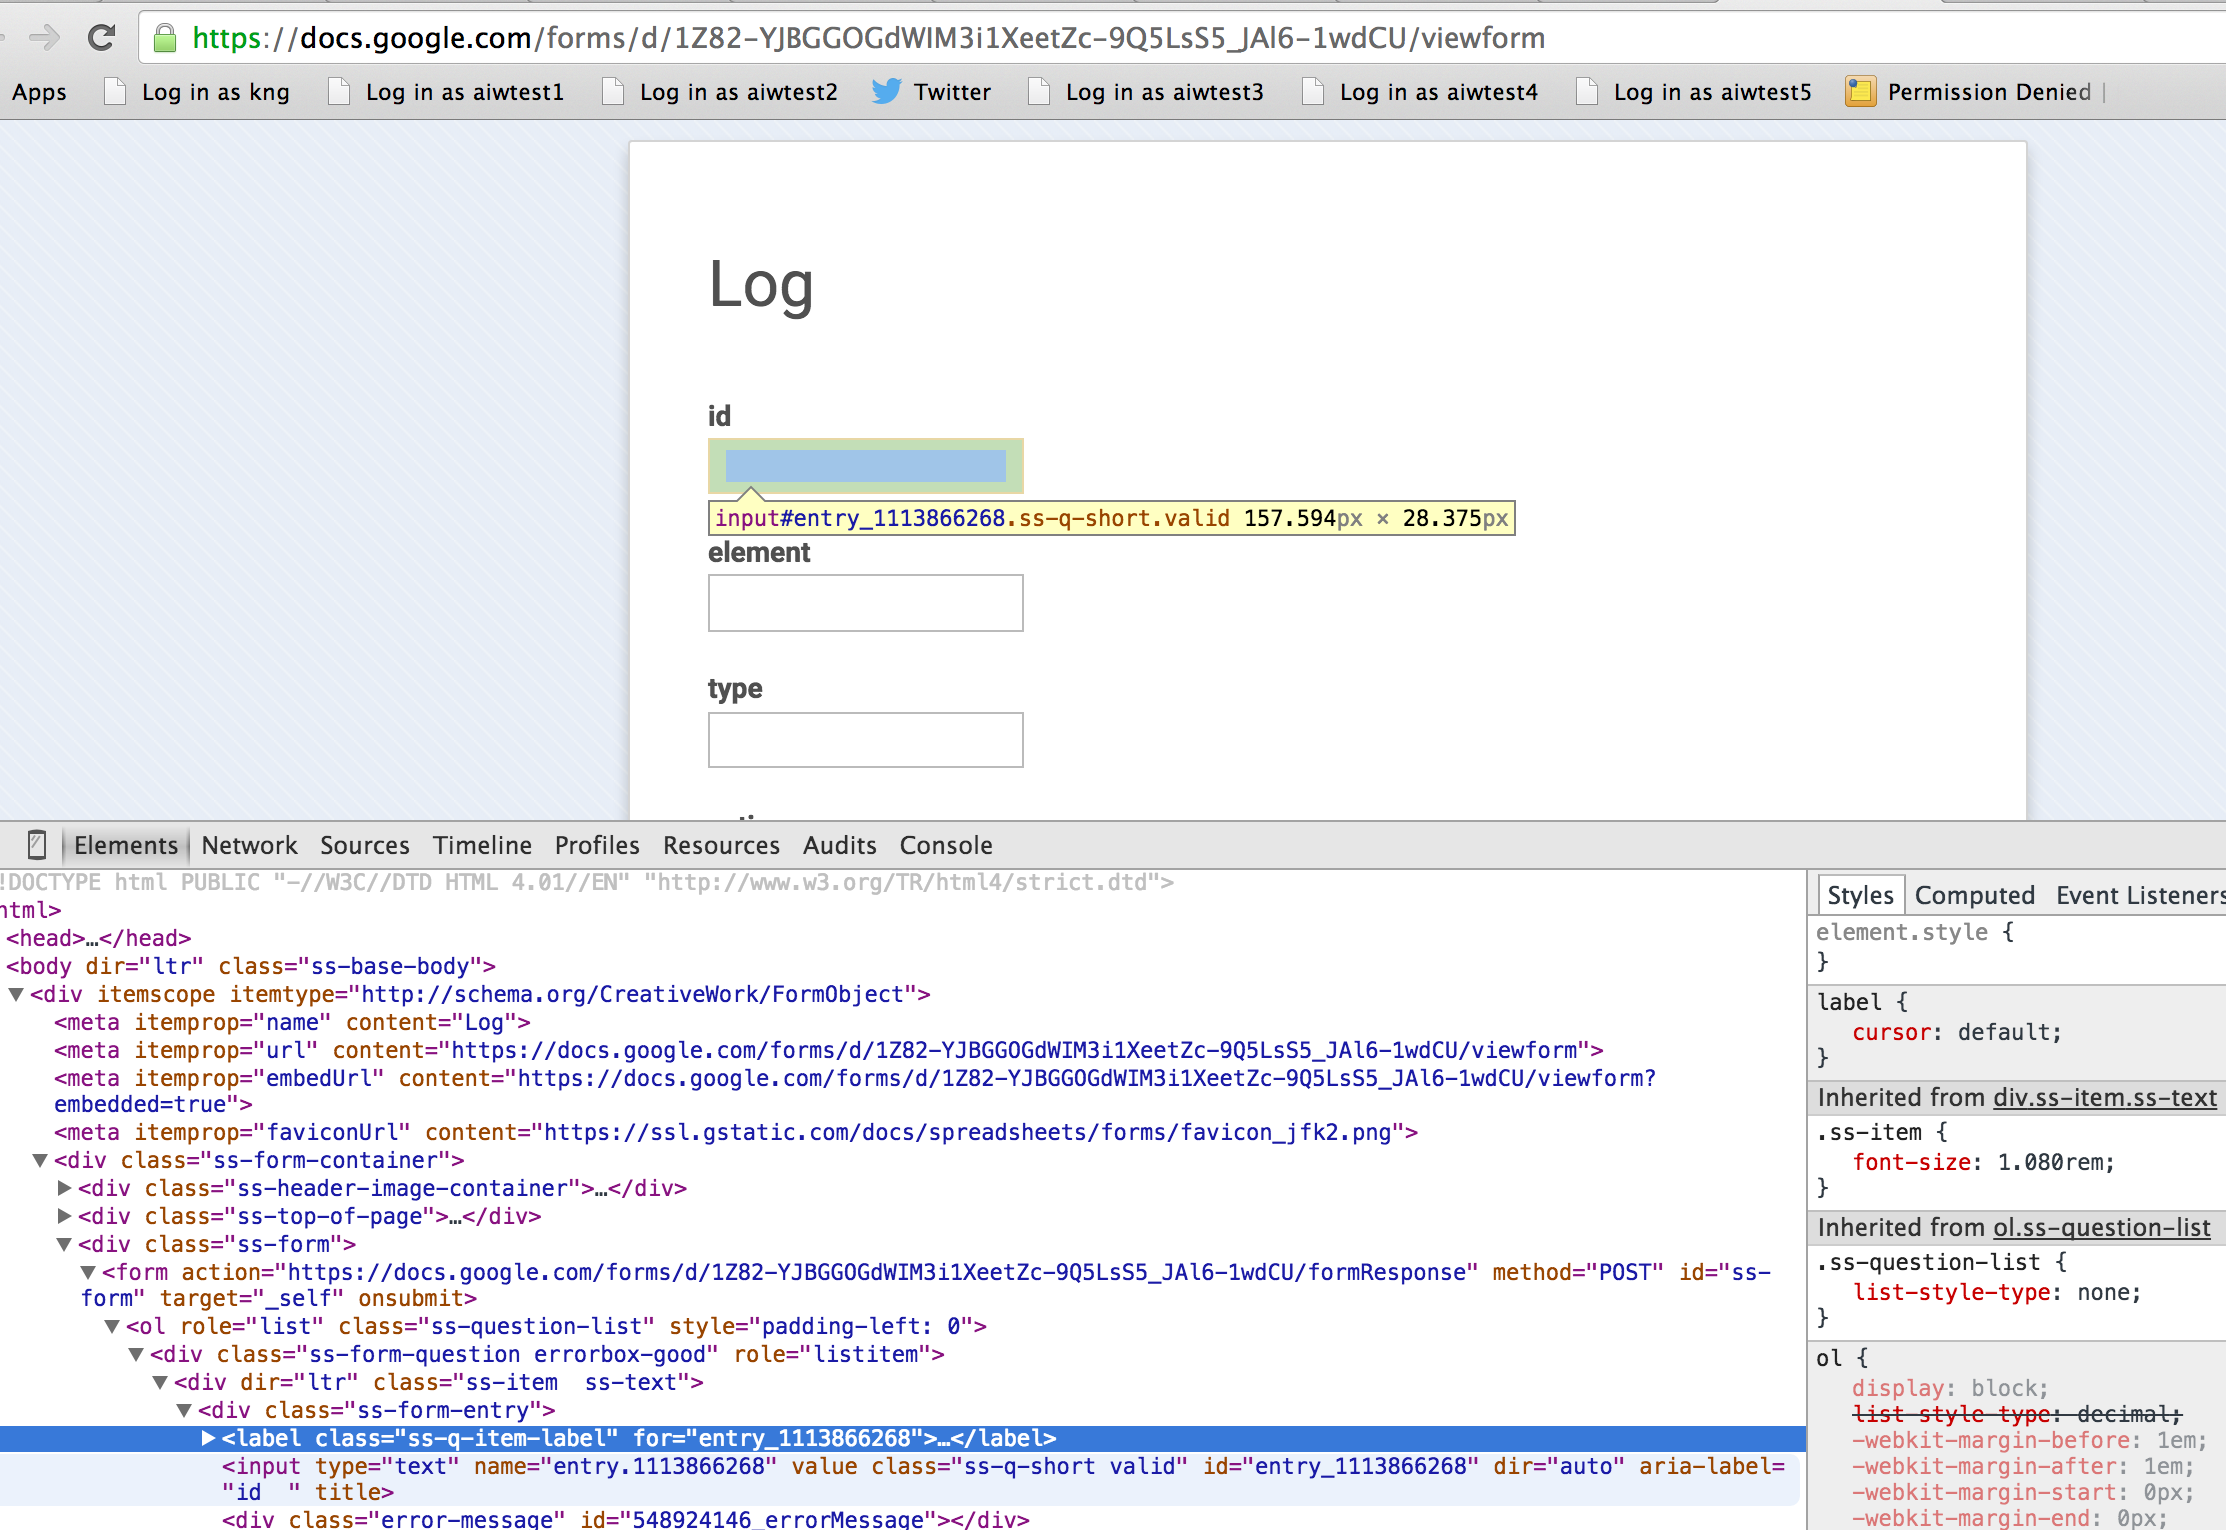 https://docs.google.com/forms/d/1Z82-YJBGGOGdWIM3i1XeetZc-9Q5LsS5_JAl6-1wdCU/viewform
Apps Log in as kng Log in as aiwtest1 Log in as aiwtest2 Twitter Log in as aiwtest3 Log in as aiwtest4 Log in as aiwtest5 Permission Denied |
Log
id
input#entry_1113866268.ss-q-short.valid 157.594px × 28.375px
element
type
Elements Network Sources Timeline Profiles Resources Audits Console
!DOCTYPE html PUBLIC "-//W3C//DTD HTML 4.01//EN" "http://www.w3.org/TR/html4/strict.dtd">
html>
<head>…</head>
<body dir="ltr" class="ss-base-body">
▼<div itemscope itemtype="http://schema.org/CreativeWork/FormObject">
<meta itemprop="name" content="Log">
<meta itemprop="url" content="https://docs.google.com/forms/d/1Z82-YJBGGOGdWIM3i1XeetZc-9Q5LsS5_JAl6-1wdCU/viewform">
<meta itemprop="embedUrl" content="https://docs.google.com/forms/d/1Z82-YJBGGOGdWIM3i1XeetZc-9Q5LsS5_JAl6-1wdCU/viewform?
embedded=true">
<meta itemprop="faviconUrl" content="https://ssl.gstatic.com/docs/spreadsheets/forms/favicon_jfk2.png">
▼<div class="ss-form-container">
▶<div class="ss-header-image-container">…</div>
▶<div class="ss-top-of-page">…</div>
▼<div class="ss-form">
▼<form action="https://docs.google.com/forms/d/1Z82-YJBGGOGdWIM3i1XeetZc-9Q5LsS5_JAl6-1wdCU/formResponse" method="POST" id="ss-
form" target="_self" onsubmit>
▼<ol role="list" class="ss-question-list" style="padding-left: 0">
▼<div class="ss-form-question errorbox-good" role="listitem">
▼<div dir="ltr" class="ss-item  ss-text">
▼<div class="ss-form-entry">
▶<label class="ss-q-item-label" for="entry_1113866268">…</label>
<input type="text" name="entry.1113866268" value class="ss-q-short valid" id="entry_1113866268" dir="auto" aria-label=
"id  " title>
<div class="error-message" id="548924146_errorMessage"></div>
Styles Computed Event Listeners
element.style {
}
label {
cursor: default;
}
Inherited from div.ss-item.ss-text
.ss-item {
font-size: 1.080rem;
}
Inherited from ol.ss-question-list
.ss-question-list {
list-style-type: none;
}
ol {
display: block;
list-style-type: decimal;
-webkit-margin-before: 1em;
-webkit-margin-after: 1em;
-webkit-margin-start: 0px;
-webkit-margin-end: 0px;